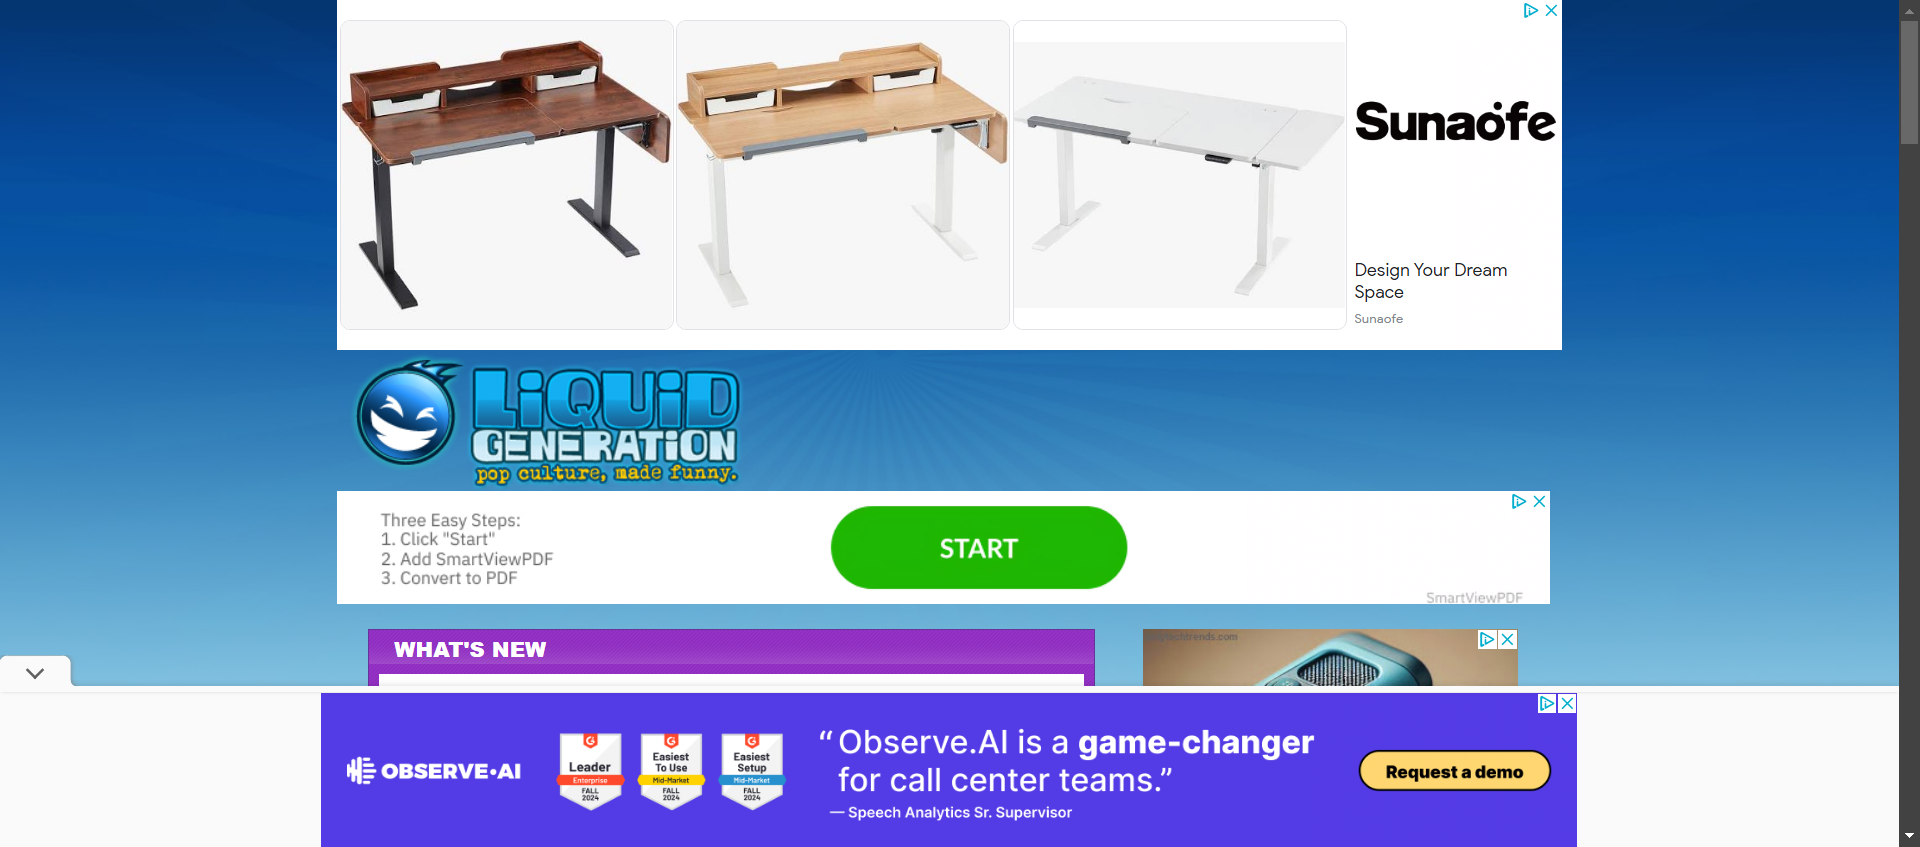 Sunaofe
Design Your Dream
Space
Sunaofe
LiQUiD
GENERATiON
pop culture, made funny.
Three Easy Steps:
1. Click "Start"
2. Add SmartViewPDF
3. Convert to PDF
START
SmartViewPDF
WHAT'S NEW
OBSERVE•AI
Leader
Enterprise
FALL
2024
Easiest
To Use
Mid-Market
FALL
2024
Easiest
Setup
Mid-Market
FALL
2024
“Observe.AI is a game-changer
for call center teams.”
— Speech Analytics Sr. Supervisor
Request a demo